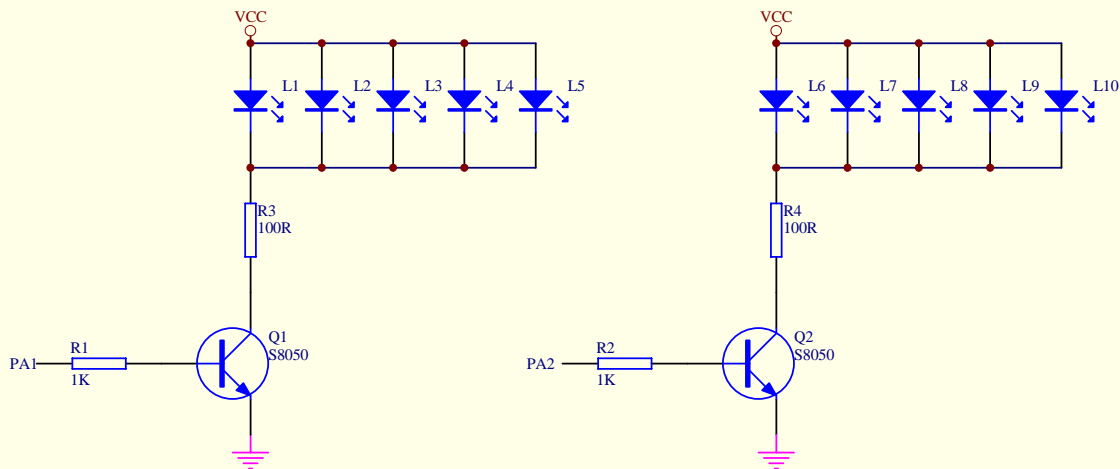 VCC
VCC
L1
L2
L3
L4
L5
L6
L7
L8
L9
L10
R3
100R
R4
100R
Q1
S8050
Q2
S8050
PA1
R1
1K
PA2
R2
1K